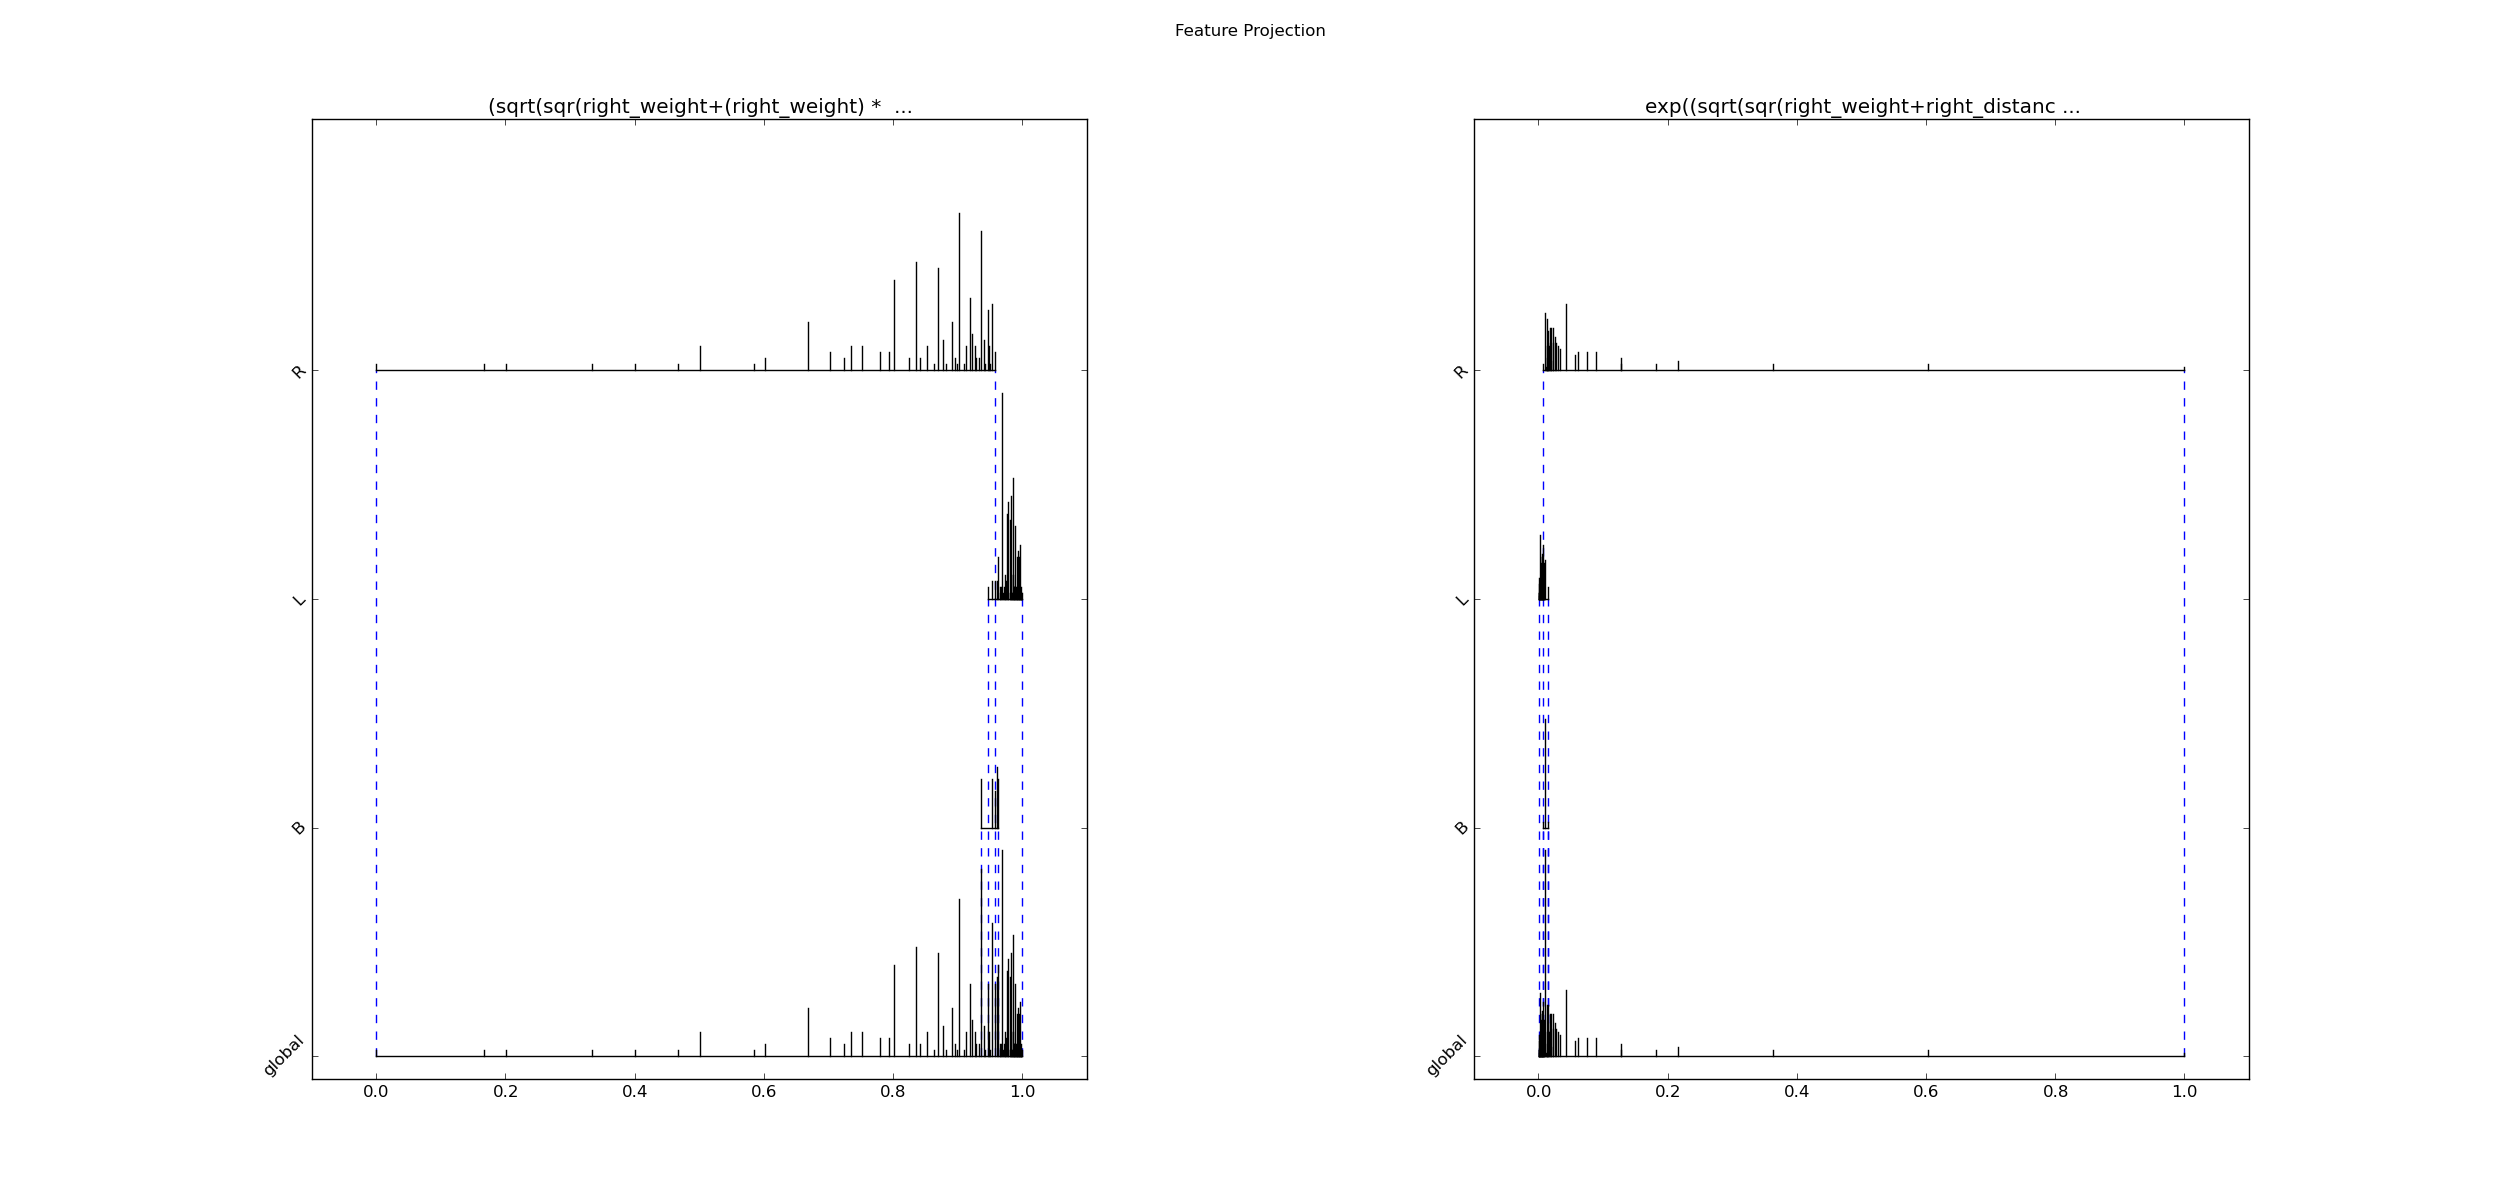 Feature Projection
(sqrt(sqr(right_weight+(right_weight) *  ...
R
L
B
global
0.0 0.2 0.4 0.6 0.8 1.0
exp((sqrt(sqr(right_weight+right_distanc ...
R
L
B
global
0.0 0.2 0.4 0.6 0.8 1.0